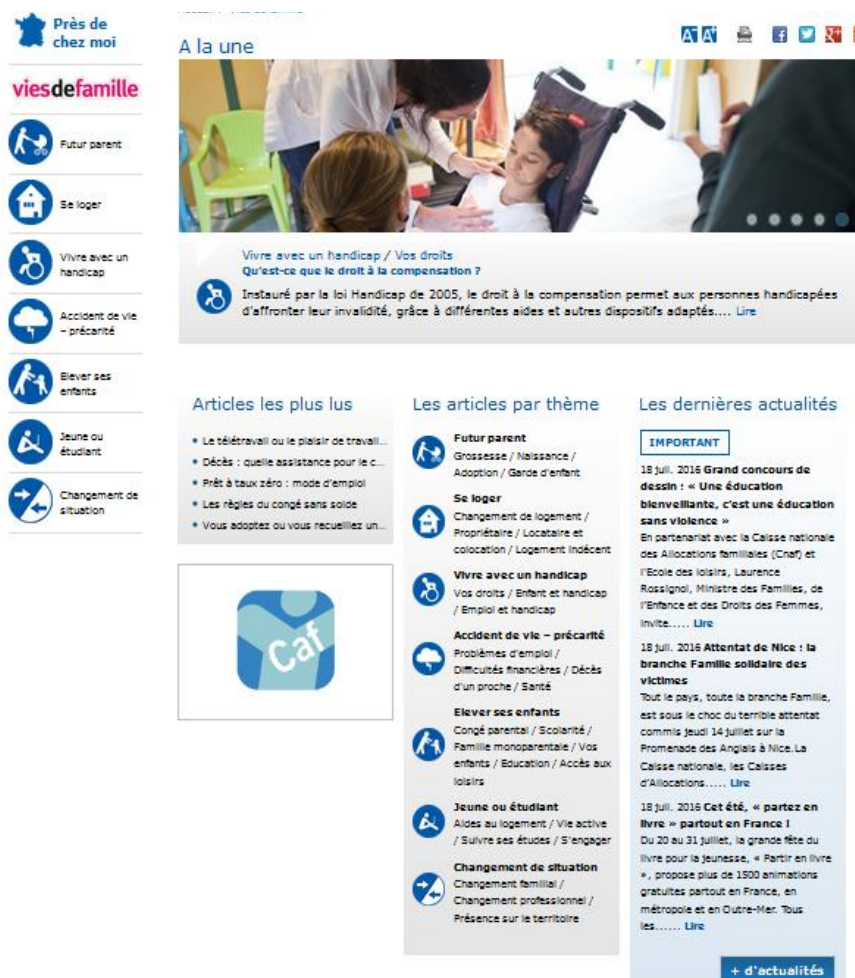 Près de
chez moi
viesdefamille
Futur parent
Se loger
Vivre avec un
handicap
Accident de vie
– précarité
Elever ses
enfants
Jeune ou
étudiant
Changement de
situation
A la une
A- A+
Vivre avec un handicap / Vos droits
Qu'est-ce que le droit à la compensation ?
Instauré par la loi Handicap de 2005, le droit à la compensation permet aux personnes handicapées
d'affronter leur invalidité, grâce à différentes aides et autres dispositifs adaptés.... Lire
Articles les plus lus
• Le télétravail ou le plaisir de travail...
• Décès : quelle assistance pour le c...
• Prêt à taux zéro : mode d'emploi
• Les règles du congé sans solde
• Vous adoptez ou vous recueillez un...
Caf
Les articles par thème
Futur parent
Grossesse / Naissance /
Adoption / Garde d'enfant
Se loger
Changement de logement /
Propriétaire / Locataire et
colocation / Logement indécent
Vivre avec un handicap
Vos droits / Enfant et handicap
/ Emploi et handicap
Accident de vie – précarité
Problèmes d'emploi /
Difficultés financières / Décès
d'un proche / Santé
Elever ses enfants
Congé parental / Scolarité /
Famille monoparentale / Vos
enfants / Education / Accès aux
loisirs
Jeune ou étudiant
Aides au logement / Vie active
/ Suivre ses études / S'engager
Changement de situation
Changement familial /
Changement professionnel /
Présence sur le territoire
Les dernières actualités
IMPORTANT
18 juil. 2016 Grand concours de
dessin : « Une éducation
bienveillante, c'est une éducation
sans violence »
En partenariat avec la Caisse nationale
des Allocations familiales (Cnaf) et
l'Ecole des loisirs, Laurence
Rossignol, Ministre des Familles, de
l'Enfance et des Droits des Femmes,
invite..... Lire
18 juil. 2016 Attentat de Nice : la
branche Famille solidaire des
victimes
Tout le pays, toute la branche Famille,
est sous le choc du terrible attentat
commis jeudi 14 juillet sur la
Promenade des Anglais à Nice.La
Caisse nationale, les Caisses
d'Allocations..... Lire
18 juil. 2016 Cet été, « partez en
livre » partout en France !
Du 20 au 31 juillet, la grande fête du
livre pour la jeunesse, « Partir en livre
», propose plus de 1500 animations
gratuites partout en France, en
métropole et en Outre-Mer. Tous
les...... Lire
+ d'actualités